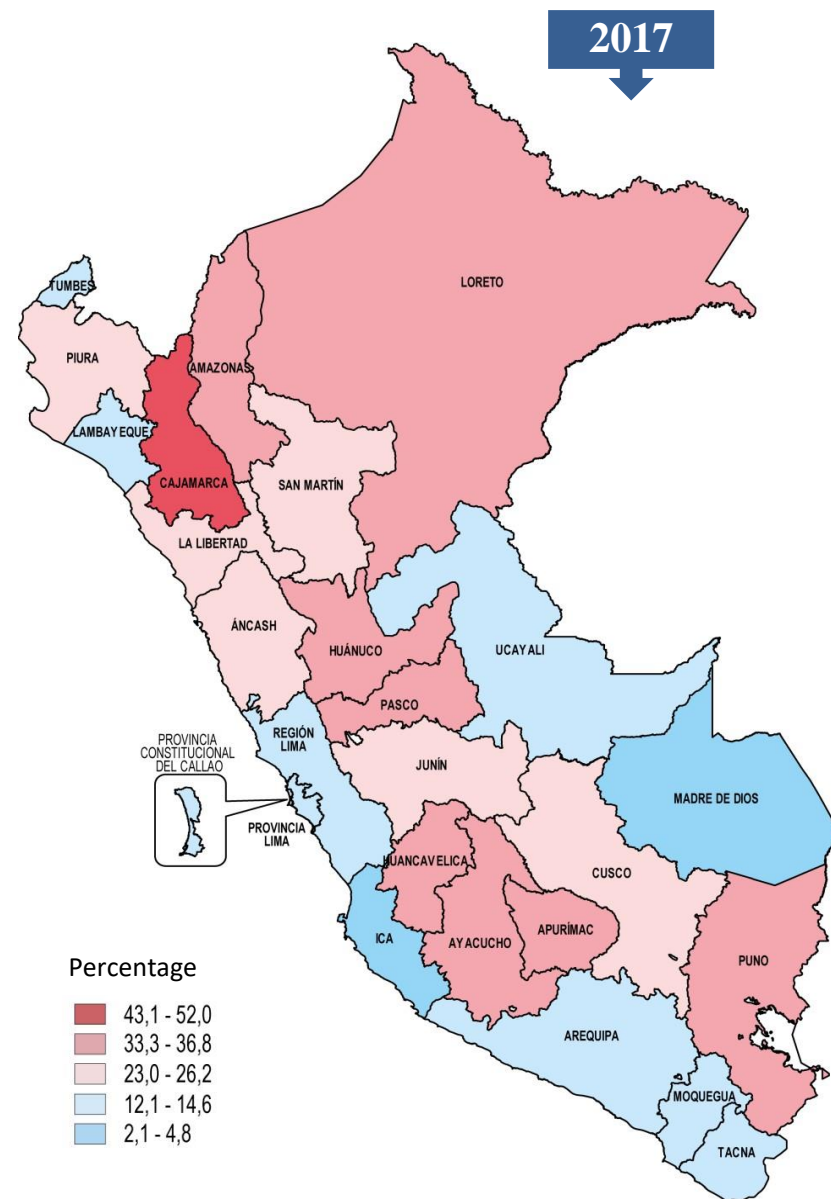 2017
LORETO
TUMBES
PIURA
AMAZONAS
LAMBAYEQUE
CAJAMARCA
SAN MARTÍN
LA LIBERTAD
ÁNCASH
HUÁNUCO
UCAYALI
PASCO
REGIÓN
LIMA
PROVINCIA
CONSTITUCIONAL
DEL CALLAO
JUNÍN
MADRE DE DIOS
PROVINCIA
LIMA
HUANCAVELICA
CUSCO
ICA
AYACUCHO
APURÍMAC
PUNO
AREQUIPA
MOQUEGUA
TACNA
Percentage
43,1 - 52,0
33,3 - 36,8
23,0 - 26,2
12,1 - 14,6
2,1 - 4,8